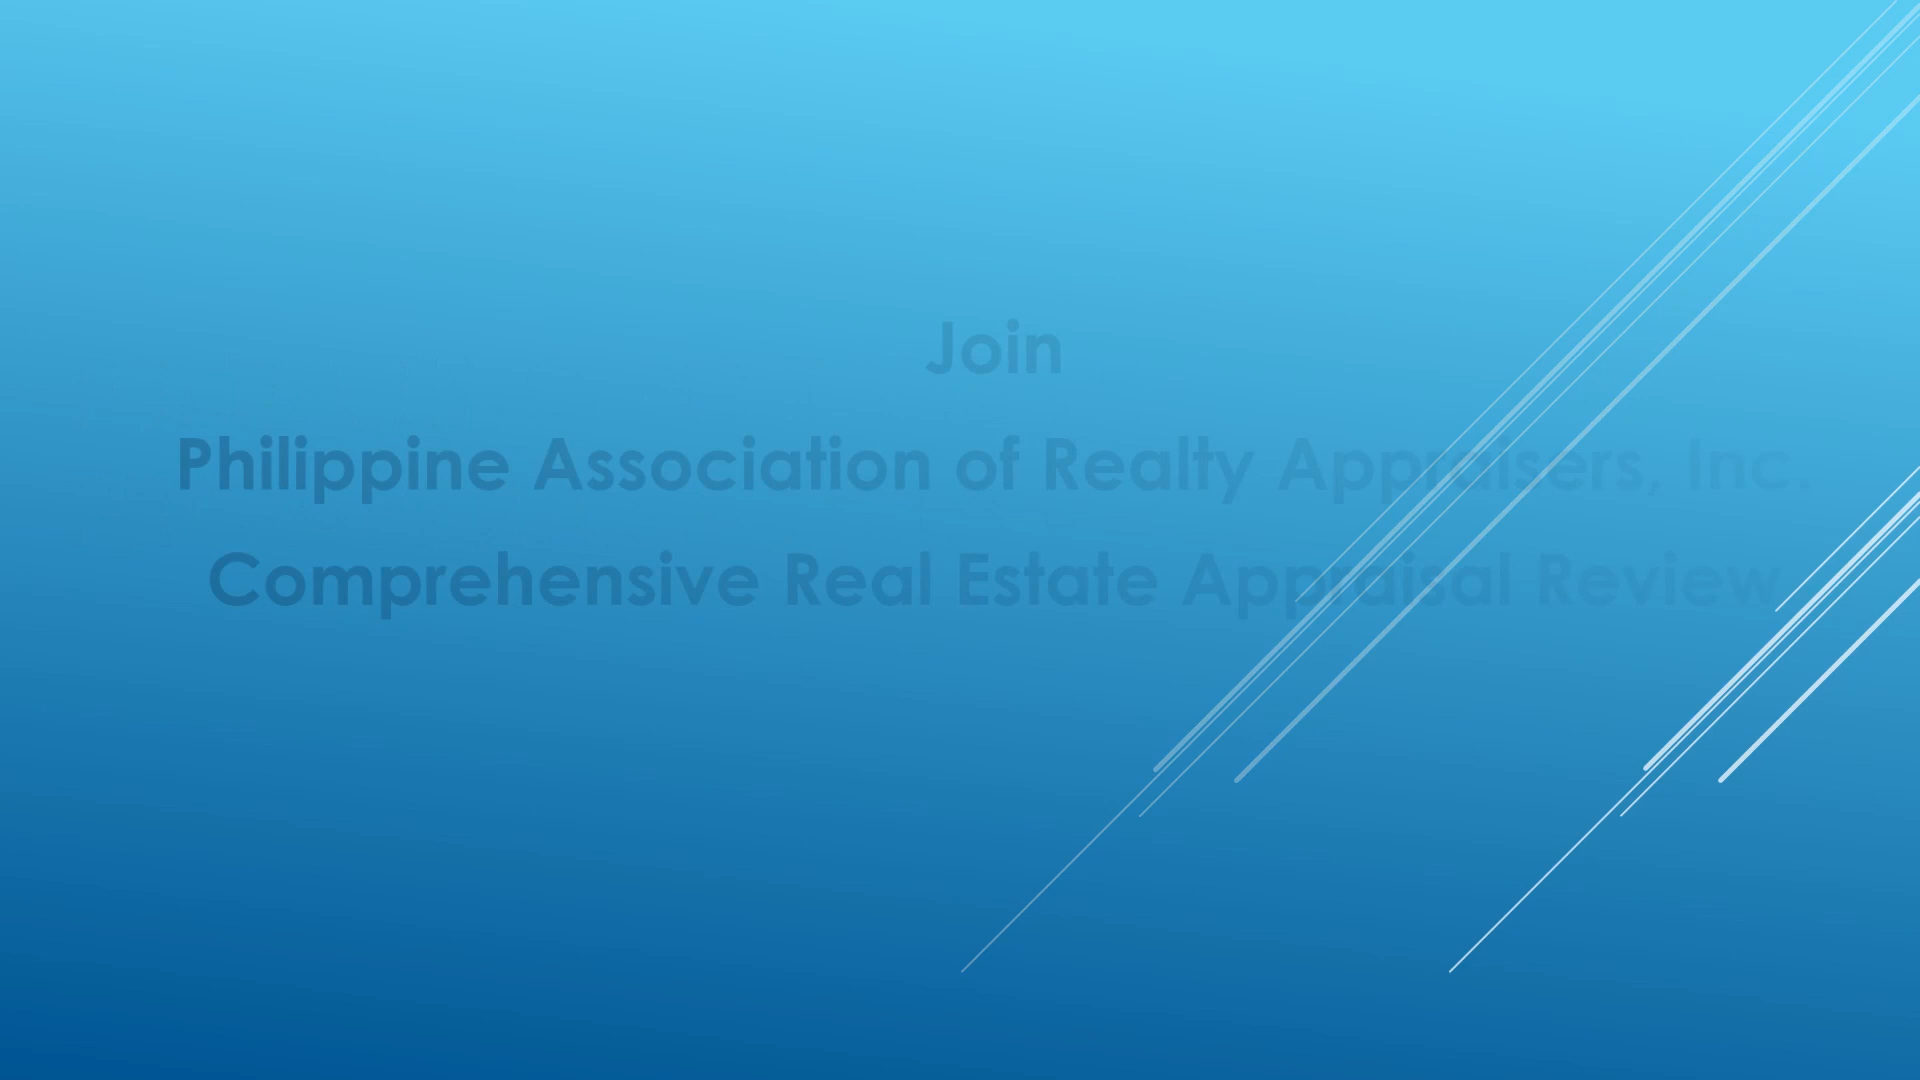 Join
Philippine Association of Realty Appraisers, Inc.
Comprehensive Real Estate Appraisal Review